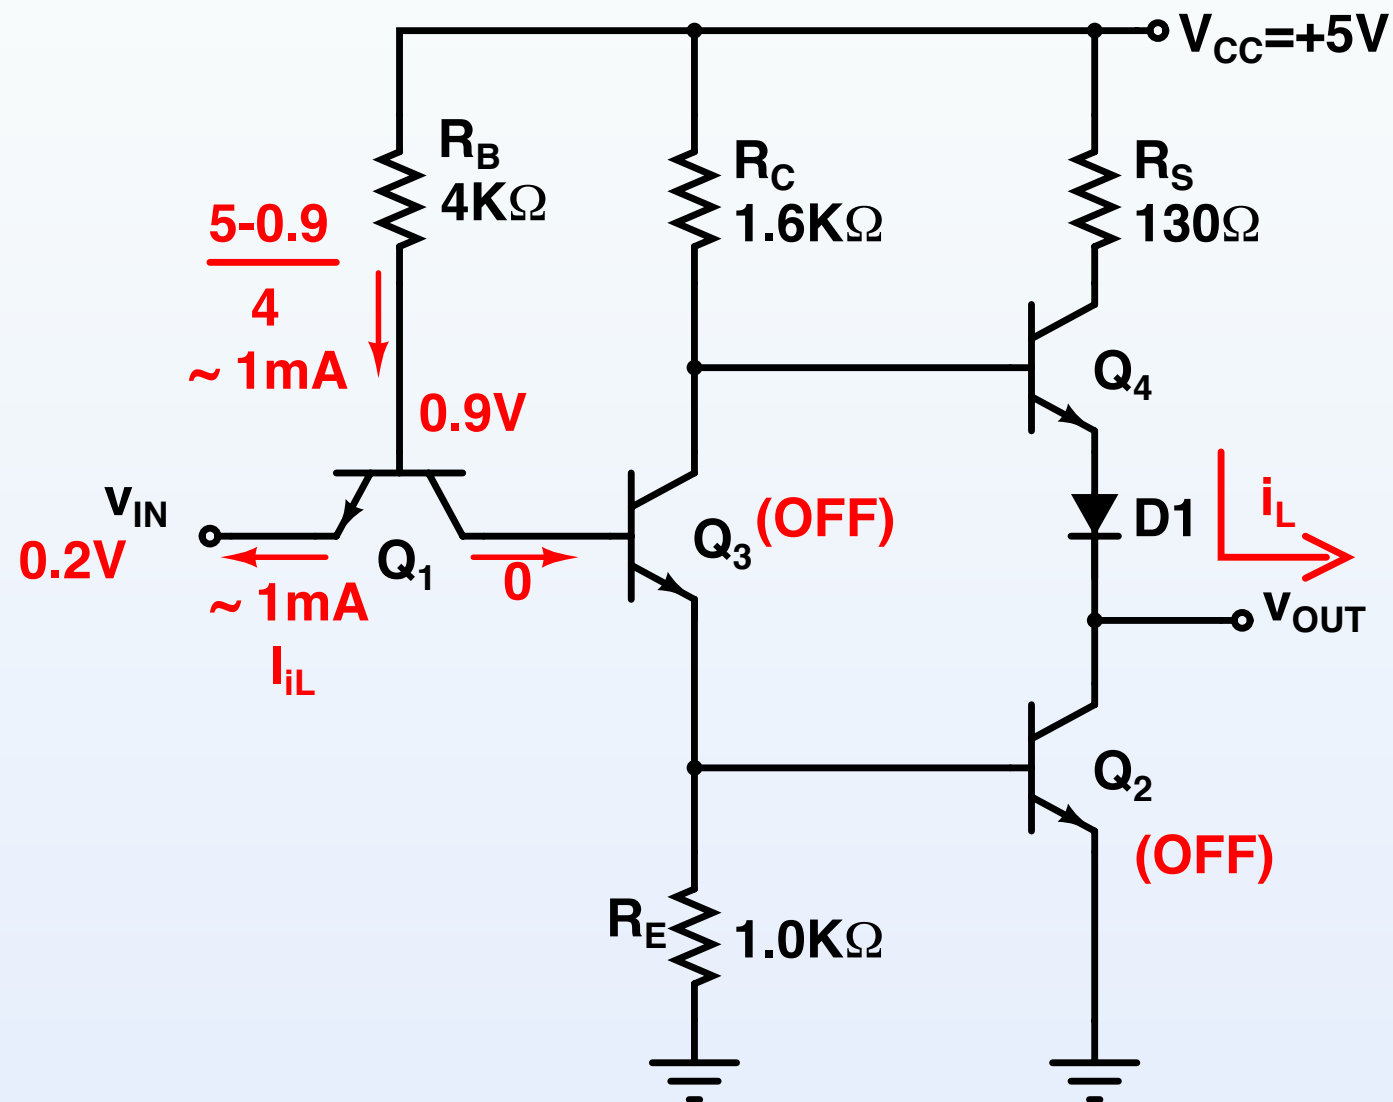 V_CC=+5V
R_B
4KΩ
R_C
1.6KΩ
R_S
130Ω
5-0.9
4
~ 1mA
0.9V
Q_4
v_IN
0.2V
Q_1
0
Q_3 (OFF)
D1
i_L
~ 1mA
I_iL
v_OUT
Q_2
(OFF)
R_E
1.0KΩ